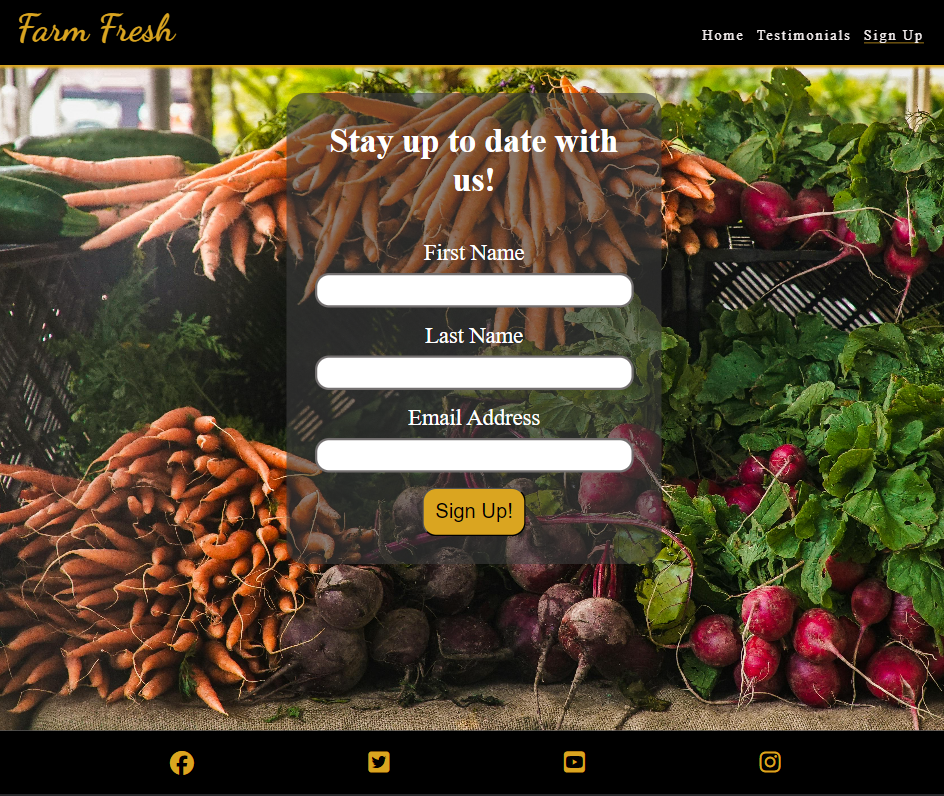 Farm Fresh
Home Testimonials Sign Up
Stay up to date with
us!
First Name
Last Name
Email Address
Sign Up!